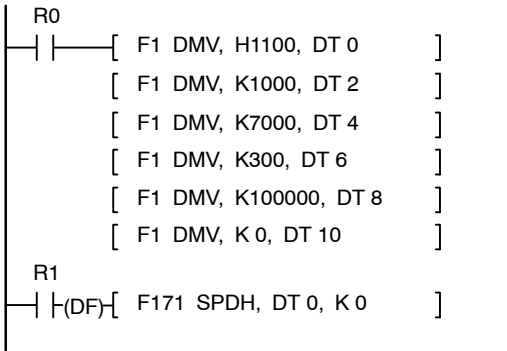 R0
[ F1 DMV, H1100, DT 0 ]
[ F1 DMV, K1000, DT 2 ]
[ F1 DMV, K7000, DT 4 ]
[ F1 DMV, K300, DT 6 ]
[ F1 DMV, K100000, DT 8 ]
[ F1 DMV, K 0, DT 10 ]
R1
(DF) [ F171 SPDH, DT 0, K 0 ]